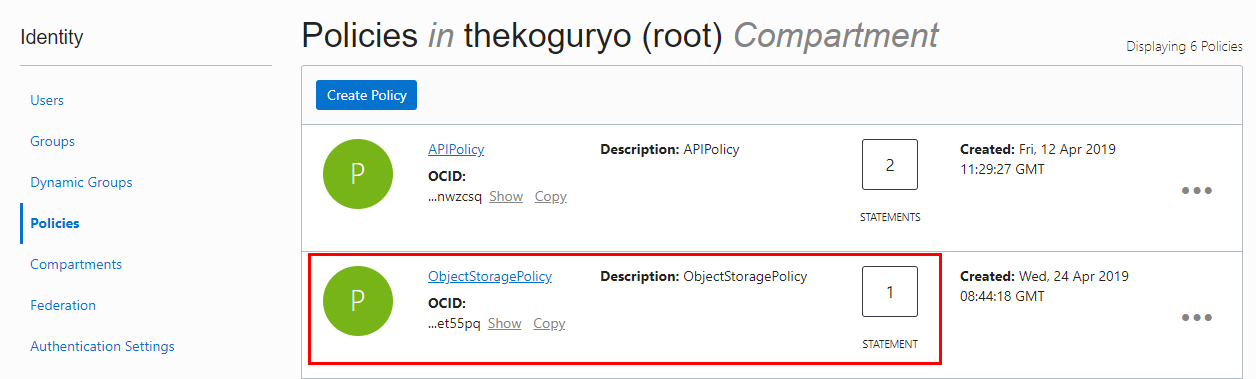 Identity
Users
Groups
Dynamic Groups
Policies
Compartments
Federation
Authentication Settings
Policies in thekoguryo (root) Compartment
Displaying 6 Policies
Create Policy
P
APIPolicy
OCID:
...nwzcsq Show Copy
Description: APIPolicy
2
STATEMENTS
Created: Fri, 12 Apr 2019
11:29:27 GMT
P
ObjectStoragePolicy
OCID:
...et55pq Show Copy
Description: ObjectStoragePolicy
1
STATEMENT
Created: Wed, 24 Apr 2019
08:44:18 GMT